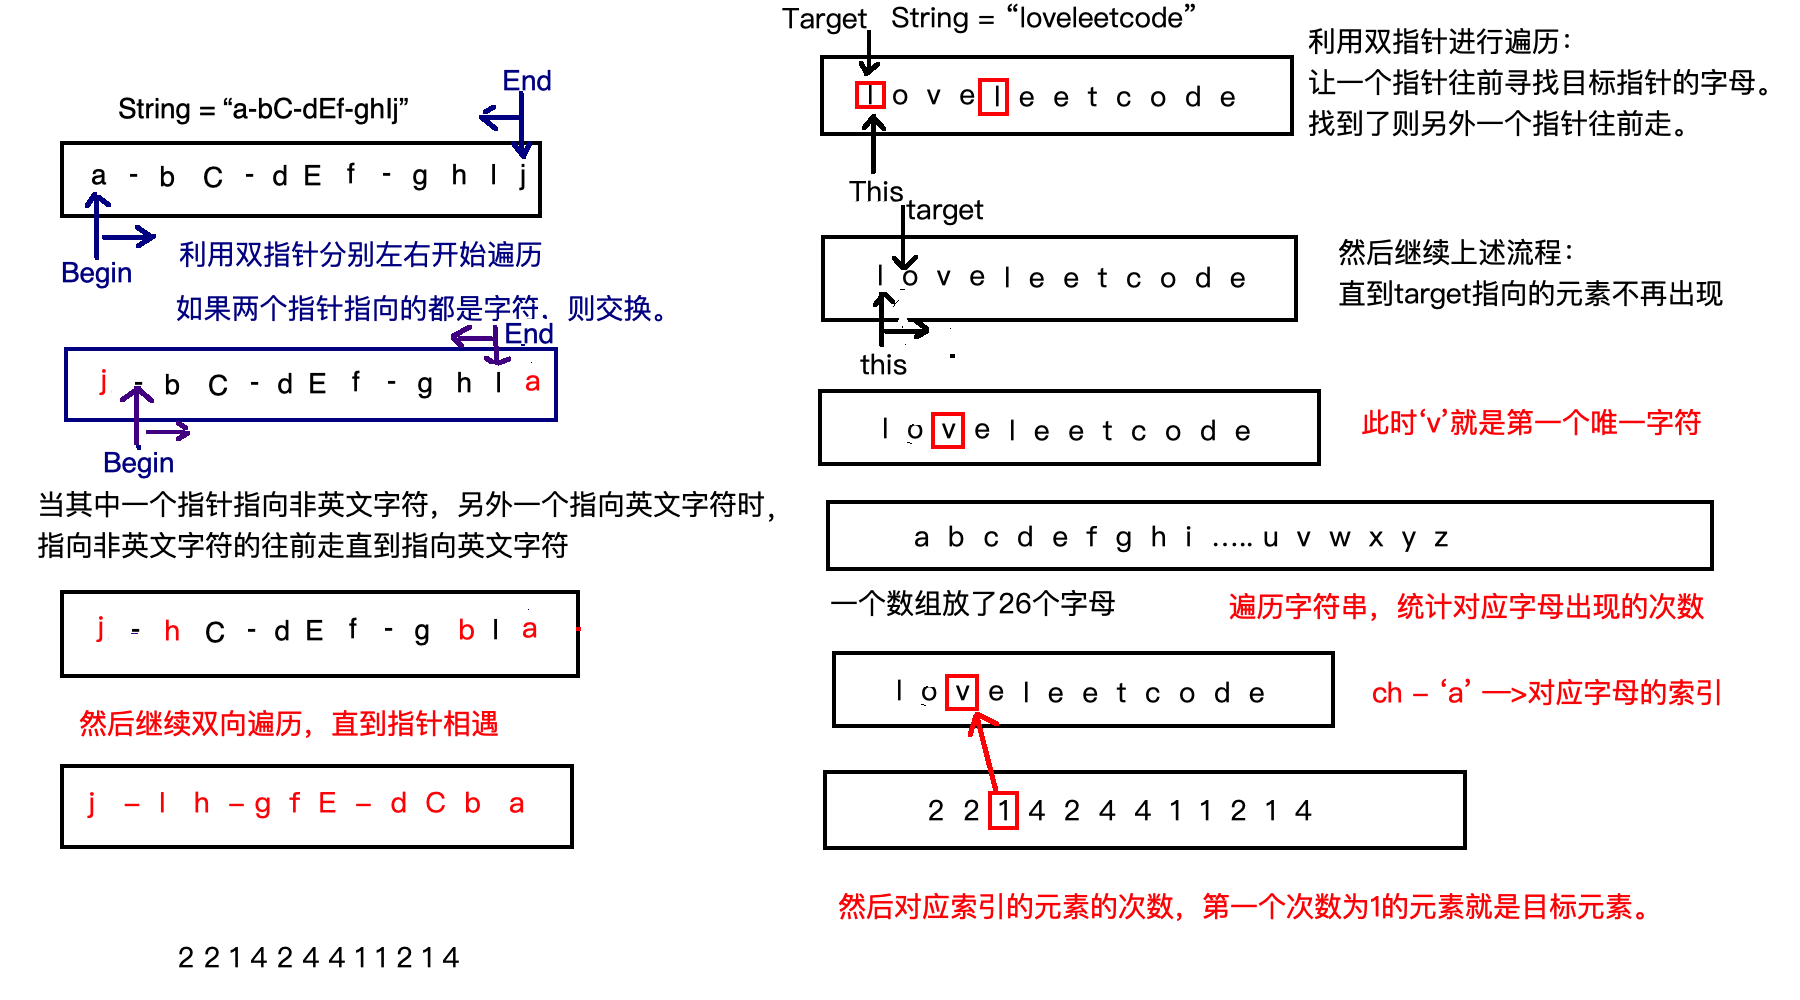 String = “a-bC-dEf-ghIj”
End
a - b C - d E f - g h I j
Begin
利用双指针分别左右开始遍历
如果两个指针指向的都是字符，则交换。
End
j - b C - d E f - g h I a
Begin
当其中一个指针指向非英文字符，另外一个指向英文字符时，
指向非英文字符的往前走直到指向英文字符
j - h C - d E f - g b I a
然后继续双向遍历，直到指针相遇
j – I h – g f E – d C b a
2 2 1 4 2 4 4 1 1 2 1 4
Target String = “loveleetcode”
l o v e l e e t c o d e
This
利用双指针进行遍历：
让一个指针往前寻找目标指针的字母。
找到了则另外一个指针往前走。
target
l o v e l e e t c o d e
this
然后继续上述流程：
直到target指向的元素不再出现
l o v e l e e t c o d e
此时‘v’就是第一个唯一字符
a b c d e f g h i ..... u v w x y z
一个数组放了26个字母
遍历字符串，统计对应字母出现的次数
l o v e l e e t c o d e
ch – ‘a’ —>对应字母的索引
2 2 1 4 2 4 4 1 1 2 1 4
然后对应索引的元素的次数，第一个次数为1的元素就是目标元素。